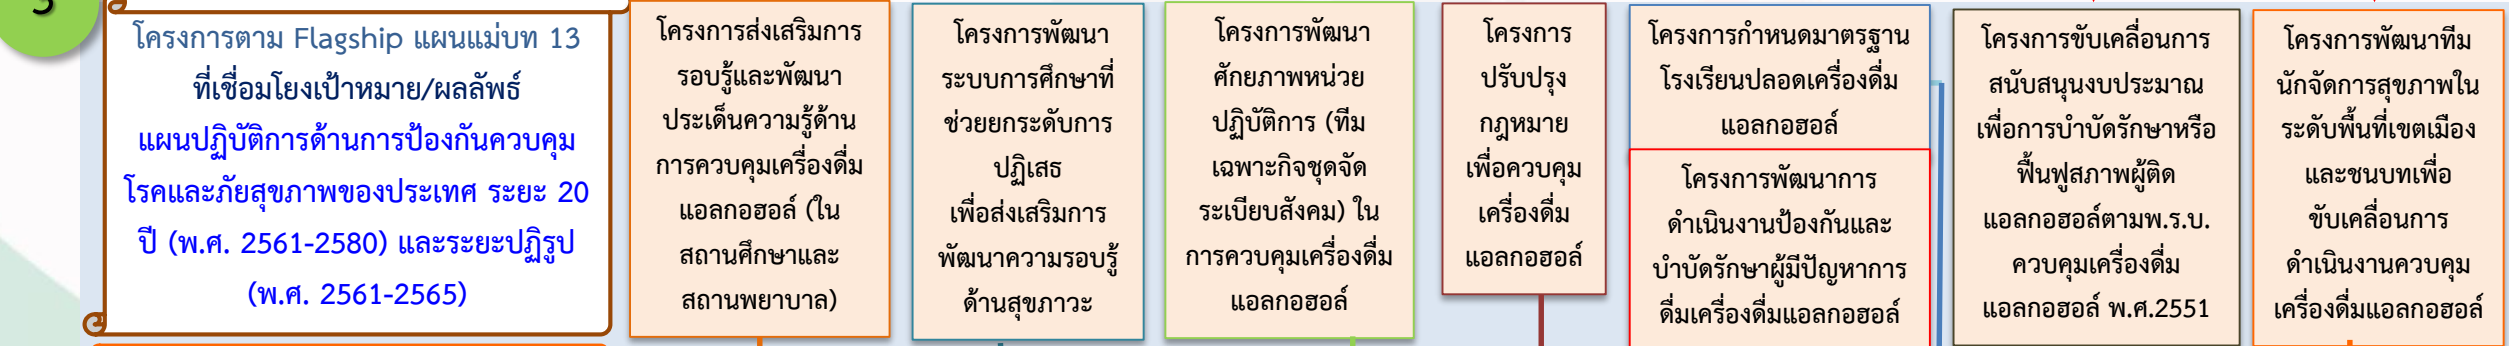 3
โครงการตาม Flagship แผนแม่บท 13
ที่เชื่อมโยงเป้าหมาย/ผลลัพธ์
แผนปฏิบัติการด้านการป้องกันควบคุม
โรคและภัยสุขภาพของประเทศ ระยะ 20
ปี (พ.ศ. 2561-2580) และระยะปฏิรูป
(พ.ศ. 2561-2565)
โครงการส่งเสริมการ
รอบรู้และพัฒนา
ประเด็นความรู้ด้าน
การควบคุมเครื่องดื่ม
แอลกอฮอล์ (ใน
สถานศึกษาและ
สถานพยาบาล)
โครงการพัฒนา
ระบบการศึกษาที่
ช่วยยกระดับการ
ปฏิเสธ
เพื่อส่งเสริมการ
พัฒนาความรอบรู้
ด้านสุขภาวะ
โครงการพัฒนา
ศักยภาพหน่วย
ปฏิบัติการ (ทีม
เฉพาะกิจชุดจัด
ระเบียบสังคม) ใน
การควบคุมเครื่องดื่ม
แอลกอฮอล์
โครงการ
ปรับปรุง
กฎหมาย
เพื่อควบคุม
เครื่องดื่ม
แอลกอฮอล์
โครงการกำหนดมาตรฐาน
โรงเรียนปลอดเครื่องดื่ม
แอลกอฮอล์
โครงการพัฒนาการ
ดำเนินงานป้องกันและ
บำบัดรักษาผู้มีปัญหาการ
ดื่มเครื่องดื่มแอลกอฮอล์
โครงการขับเคลื่อนการ
สนับสนุนงบประมาณ
เพื่อการบำบัดรักษาหรือ
ฟื้นฟูสภาพผู้ติด
แอลกอฮอล์ตามพ.ร.บ.
ควบคุมเครื่องดื่ม
แอลกอฮอล์ พ.ศ.2551
โครงการพัฒนาทีม
นักจัดการสุขภาพใน
ระดับพื้นที่เขตเมือง
และชนบทเพื่อ
ขับเคลื่อนการ
ดำเนินงานควบคุม
เครื่องดื่มแอลกอฮอล์